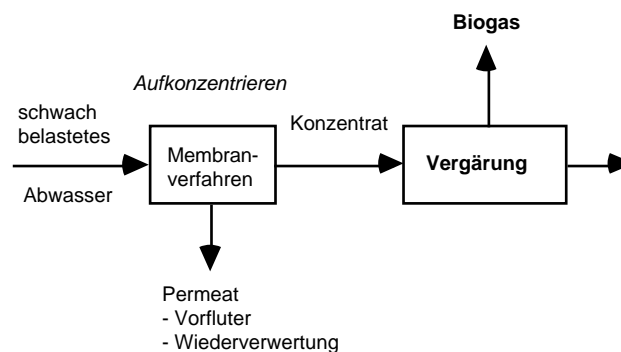 Biogas
Aufkonzentrieren
schwach
belastetes
Abwasser
Membran-
verfahren
Konzentrat
Vergärung
Permeat
- Vorfluter
- Wiederverwertung